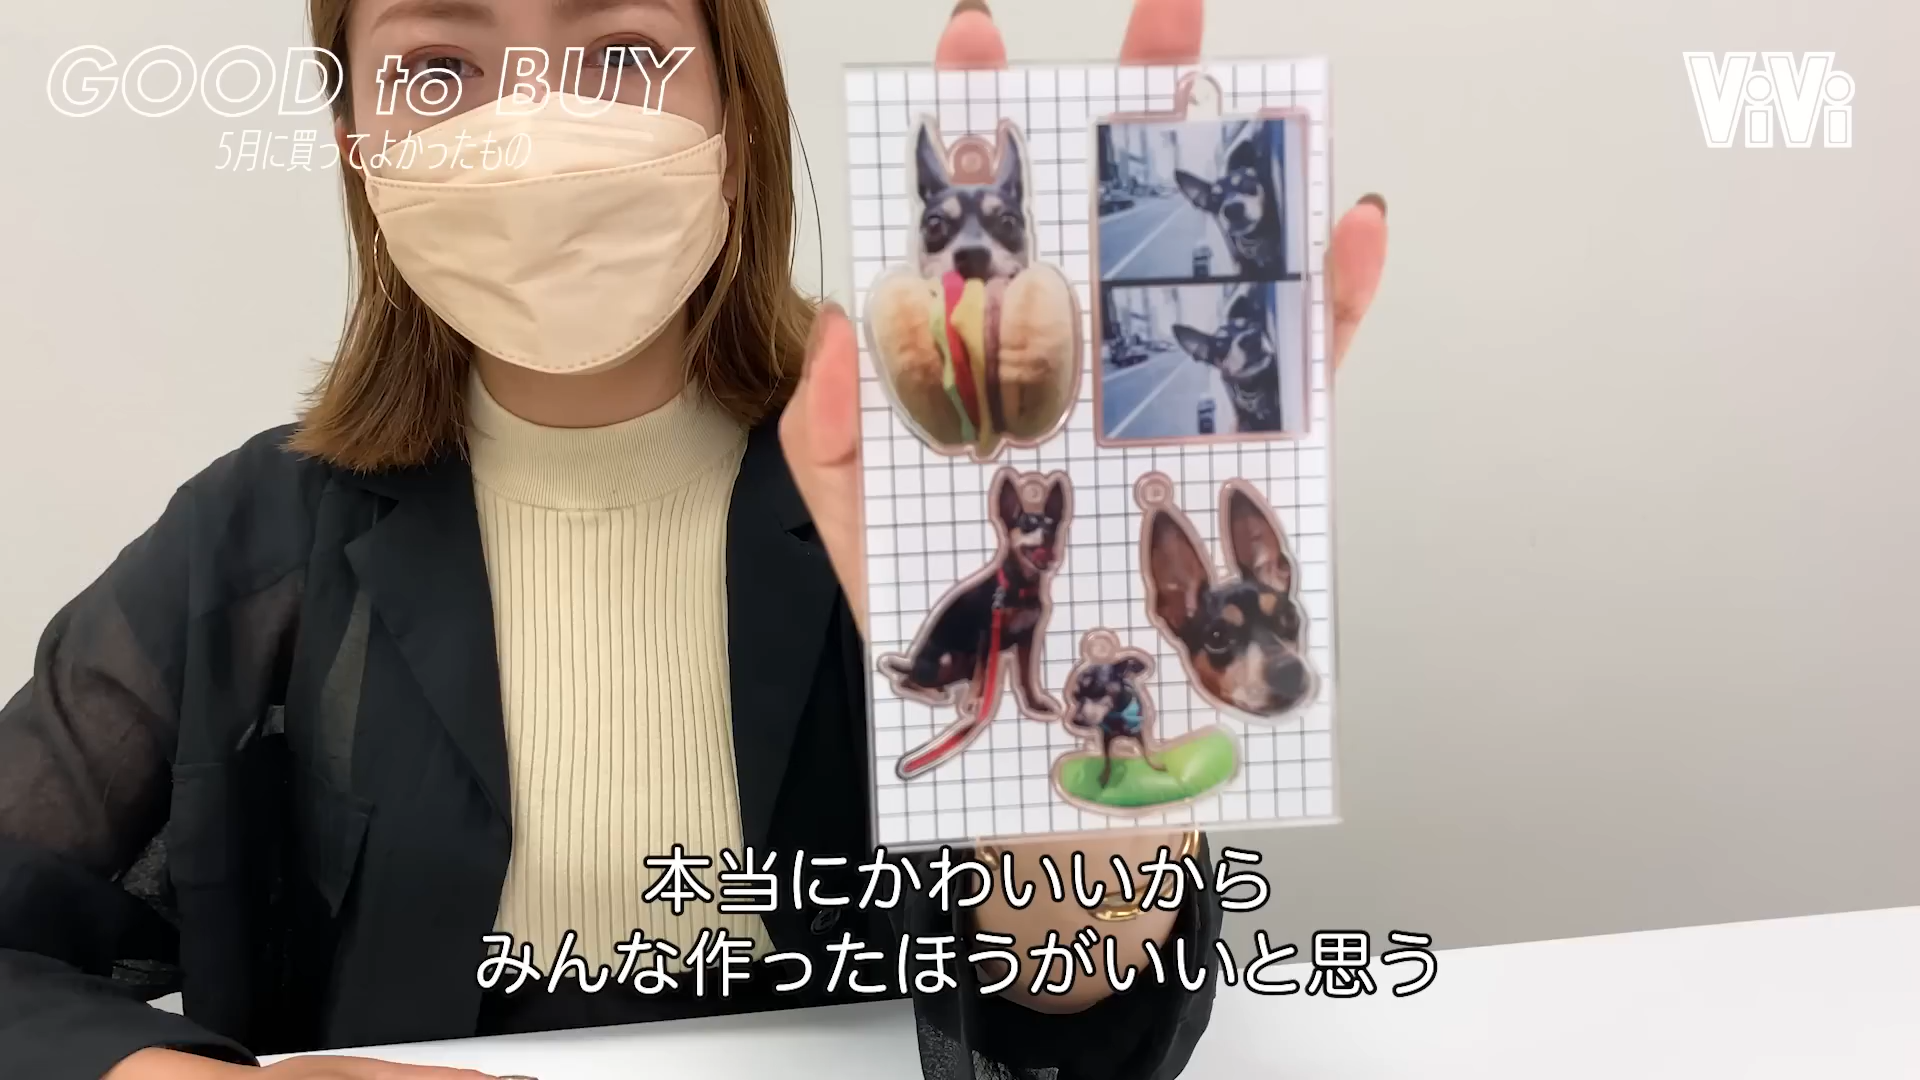 GOOD to BUY
5月に買ってよかったもの
ViVi
本当にかわいいから
みんな作ったほうがいいと思う